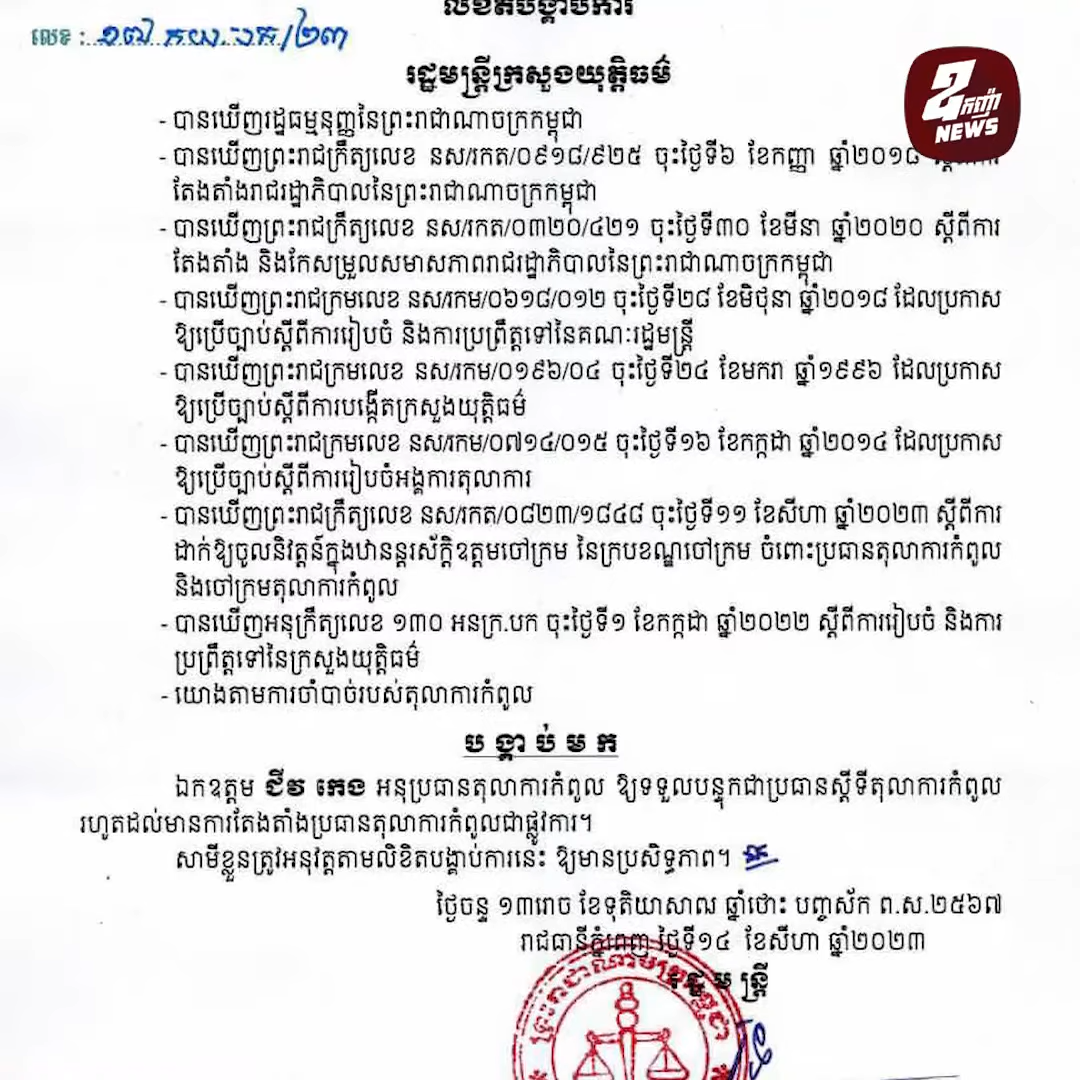 លិខិតបង្គាប់ការ
លេខ : ១៧ កយ.
/២៣
រដ្ឋមន្ត្រីក្រសួងយុត្តិធម៌
កញ្ញា
NEWS
- បានឃើញរដ្ឋធម្មនុញ្ញនៃព្រះរាជាណាចក្រកម្ពុជា
- បានឃើញព្រះរាជក្រឹត្យលេខ នស/រកត/០៩១៨/៩២៥ ចុះថ្ងៃទី៦ ខែកញ្ញា ឆ្នាំ២០១៨ ស្តីពីការ
តែងតាំងរាជរដ្ឋាភិបាលនៃព្រះរាជាណាចក្រកម្ពុជា
- បានឃើញព្រះរាជក្រឹត្យលេខ នស/រកត/០៣២០/៤២១ ចុះថ្ងៃទី៣០ ខែមីនា ឆ្នាំ២០២០ ស្តីពីការ
តែងតាំង និងកែសម្រួលសមាសភាពរាជរដ្ឋាភិបាលនៃព្រះរាជាណាចក្រកម្ពុជា
- បានឃើញព្រះរាជក្រមលេខ នស/រកម/០៦១៨/០១២ ចុះថ្ងៃទី២៨ ខែមិថុនា ឆ្នាំ២០១៨ ដែលប្រកាស
ឱ្យប្រើច្បាប់ស្តីពីការរៀបចំ និងការប្រព្រឹត្តទៅនៃគណៈរដ្ឋមន្ត្រី
- បានឃើញព្រះរាជក្រមលេខ នស/រកម/០១៩៦/០៤ ចុះថ្ងៃទី២៤ ខែមករា ឆ្នាំ១៩៩៦ ដែលប្រកាស
ឱ្យប្រើច្បាប់ស្តីពីការបង្កើតក្រសួងយុត្តិធម៌
- បានឃើញព្រះរាជក្រមលេខ នស/រកម/០៧១៤/០១៥ ចុះថ្ងៃទី១៦ ខែកក្កដា ឆ្នាំ២០១៤ ដែលប្រកាស
ឱ្យប្រើច្បាប់ស្តីពីការរៀបចំអង្គការតុលាការ
- បានឃើញព្រះរាជក្រឹត្យលេខ នស/រកត/០៨២៣/១៨៤៨ ចុះថ្ងៃទី១១ ខែសីហា ឆ្នាំ២០២៣ ស្តីពីការ
ដាក់ឱ្យចូលនិវត្តន៍ក្នុងឋានន្តរស័ក្តិឧត្តមចៅក្រម នៃក្របខណ្ឌចៅក្រម ចំពោះប្រធានតុលាការកំពូល
និងចៅក្រមតុលាការកំពូល
- បានឃើញអនុក្រឹត្យលេខ ១៣០ អនក្រ.បក ចុះថ្ងៃទី១ ខែកក្កដា ឆ្នាំ២០២២ ស្តីពីការរៀបចំ និងការ
ប្រព្រឹត្តទៅនៃក្រសួងយុត្តិធម៌
- យោងតាមការចាំបាច់របស់តុលាការកំពូល
បង្គាប់មក
ឯកឧត្តម ជីវ កេង អនុប្រធានតុលាការកំពូល ឱ្យទទួលបន្ទុកជាប្រធានស្តីទីតុលាការកំពូល
រហូតដល់មានការតែងតាំងប្រធានតុលាការកំពូលជាផ្លូវការ។
សាមីខ្លួនត្រូវអនុវត្តតាមលិខិតបង្គាប់ការនេះ ឱ្យមានប្រសិទ្ធភាព។
ថ្ងៃចន្ទ ១៣រោច ខែទុតិយាសាឍ ឆ្នាំថោះ បញ្ចស័ក ព.ស.២៥៦៧
រាជធានីភ្នំពេញ ថ្ងៃទី១៤ ខែសីហា ឆ្នាំ២០២៣
រដ្ឋមន្ត្រី
ព្រះរាជាណាចក្រកម្ពុជា